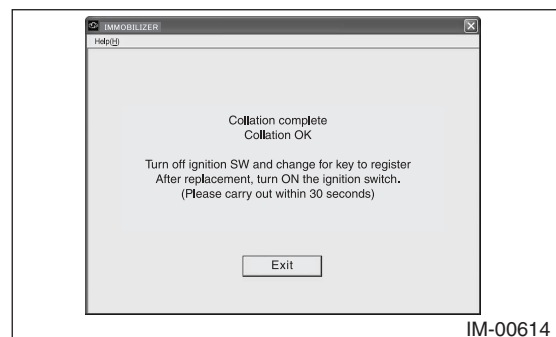 IMMOBILIZER
Help(H)
Collation complete
Collation OK
Turn off ignition SW and change for key to register
After replacement, turn ON the ignition switch.
(Please carry out within 30 seconds)
Exit
IM-00614